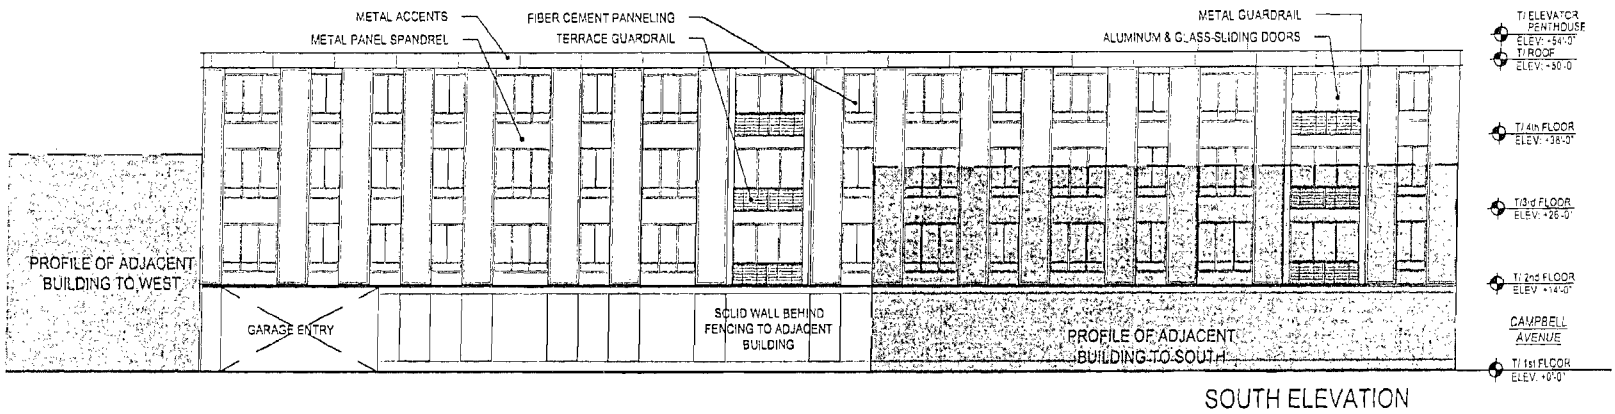 METAL ACCENTS
METAL PANEL SPANDREL
FIBER CEMENT PANNELING
TERRACE GUARDRAIL
METAL GUARDRAIL
ALUMINUM & GLASS SLIDING DOORS
T/ ELEVATOR
PENTHOUSE
ELEV: +54'-0"
T/ ROOF
ELEV: +50'-0
T/ 4th FLOOR
ELEV: +38'-0"
T/3rd FLOOR
ELEV: +26'-0"
T/ 2nd FLOOR
ELEV +14'-0"
CAMPBELL
AVENUE
T/ 1st FLOOR
ELEV. +0'-0"
PROFILE OF ADJACENT
BUILDING TO WEST
GARAGE ENTRY
SOLID WALL BEHIND
FENCING TO ADJACENT
BUILDING
PROFILE OF ADJACENT
BUILDING TO SOUTH
SOUTH ELEVATION